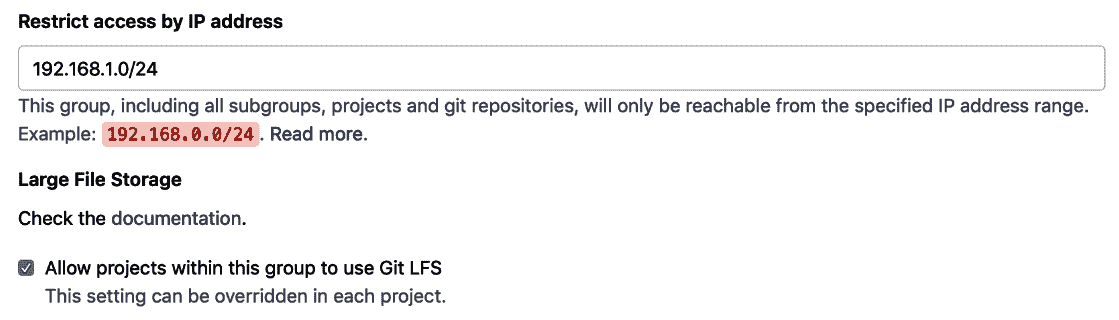 Restrict access by IP address
192.168.1.0/24
This group, including all subgroups, projects and git repositories, will only be reachable from the specified IP address range.
Example: 192.168.0.0/24. Read more.
Large File Storage
Check the documentation.
Allow projects within this group to use Git LFS
This setting can be overridden in each project.